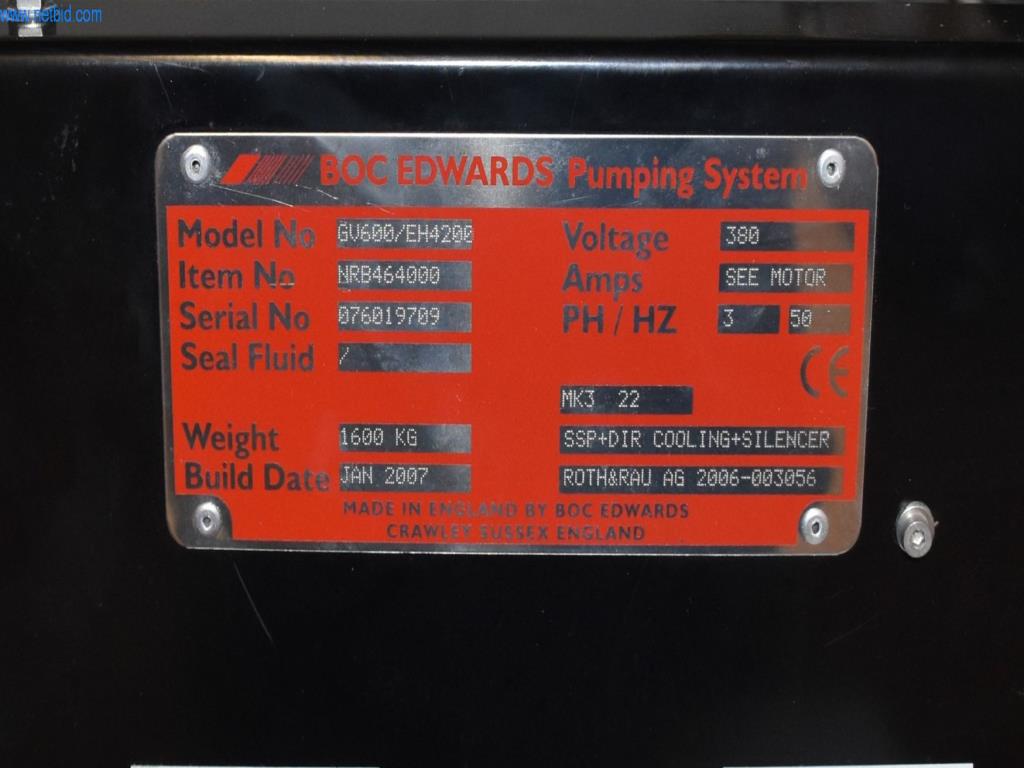 www.netbid.com
BOC EDWARDS Pumping System
Model No GV600/EH4200
Item No NRB464000
Serial No 076019709
Seal Fluid /
Weight 1600 KG
Build Date JAN 2007
Voltage 380
Amps SEE MOTOR
PH / HZ 3 50
CE
MK3 22
SSP+DIR COOLING+SILENCER
ROTH&RAU AG 2006-003056
MADE IN ENGLAND BY BOC EDWARDS
CRAWLEY SUSSEX ENGLAND